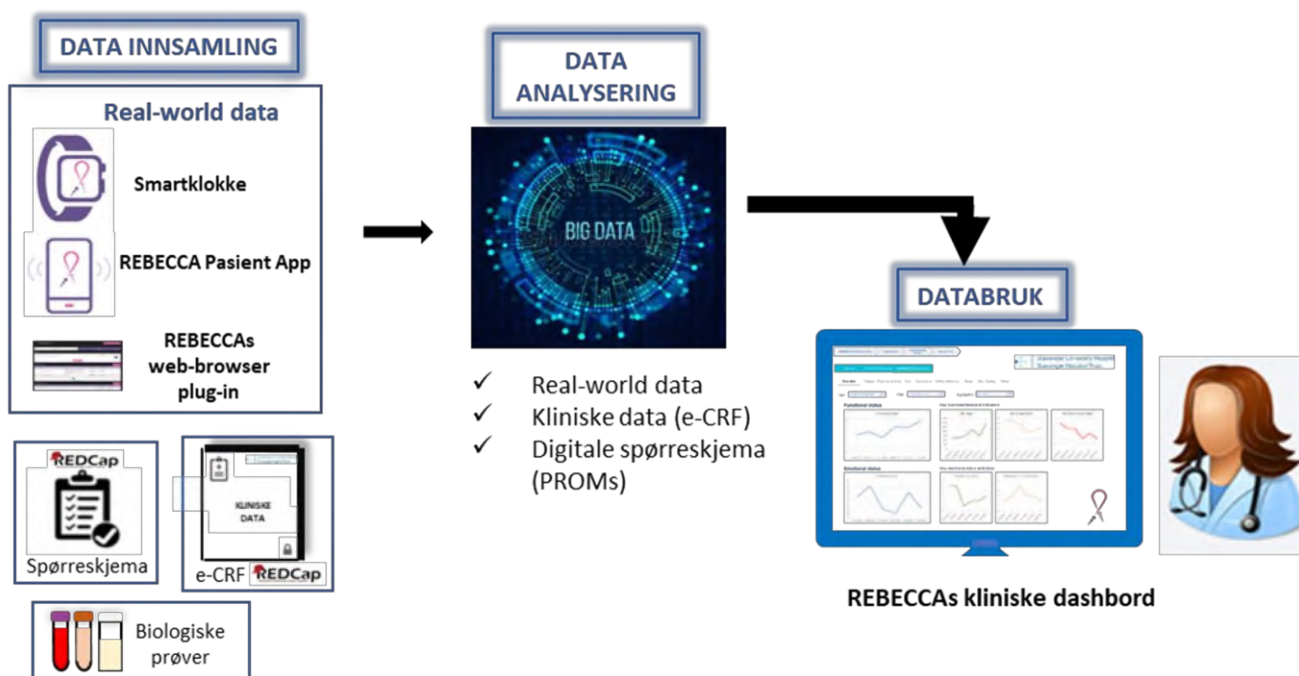 DATA INNSAMLING
Real-world data
Smartklokke
REBECCA Pasient App
REBECCAs
web-browser
plug-in
REDCap
Spørreskjema
KLINISKE
DATA
e-CRF REDCap
Biologiske
prøver
DATA
ANALYSERING
BIG DATA
✓ Real-world data
✓ Kliniske data (e-CRF)
✓ Digitale spørreskjema
(PROMs)
DATABRUK
Functional status
Emotional status
REBECCAs kliniske dashbord